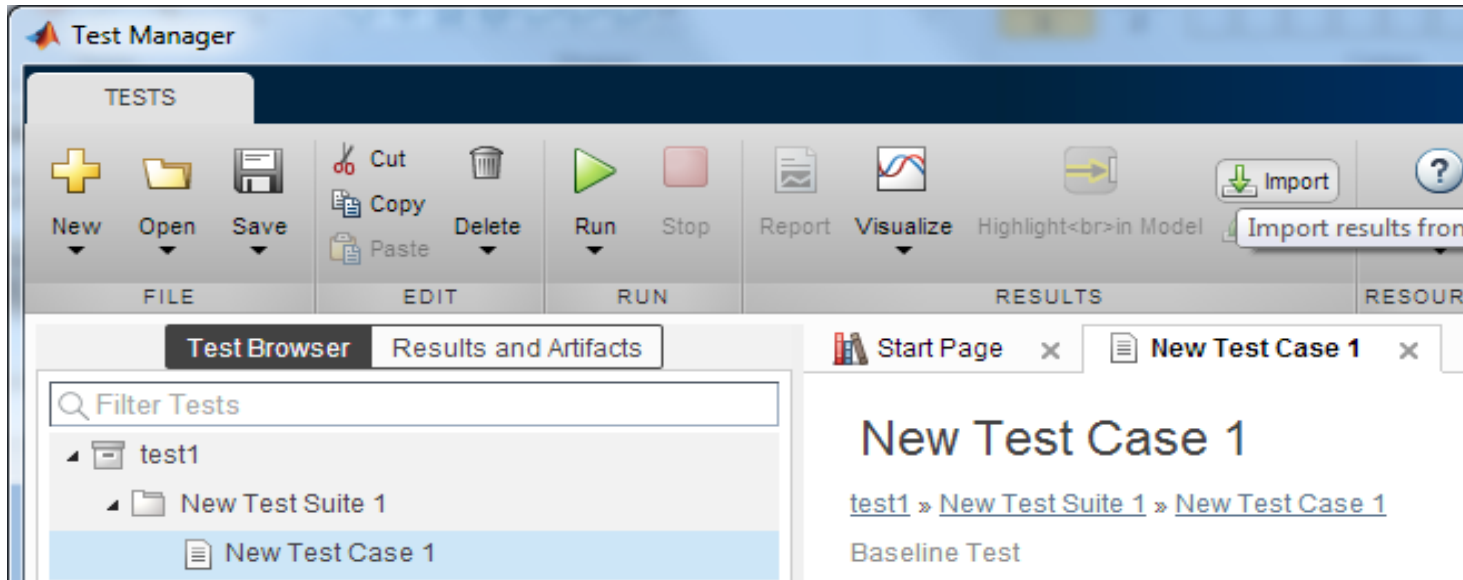 Test Manager
TESTS
Cut
Copy
Paste
New Open Save Delete Run Stop Report Visualize Highlight<br>in Model Import
Import results from
FILE EDIT RUN RESULTS RESOUR
Test Browser Results and Artifacts Start Page New Test Case 1
Filter Tests
test1
New Test Suite 1
New Test Case 1
New Test Case 1
test1 » New Test Suite 1 » New Test Case 1
Baseline Test